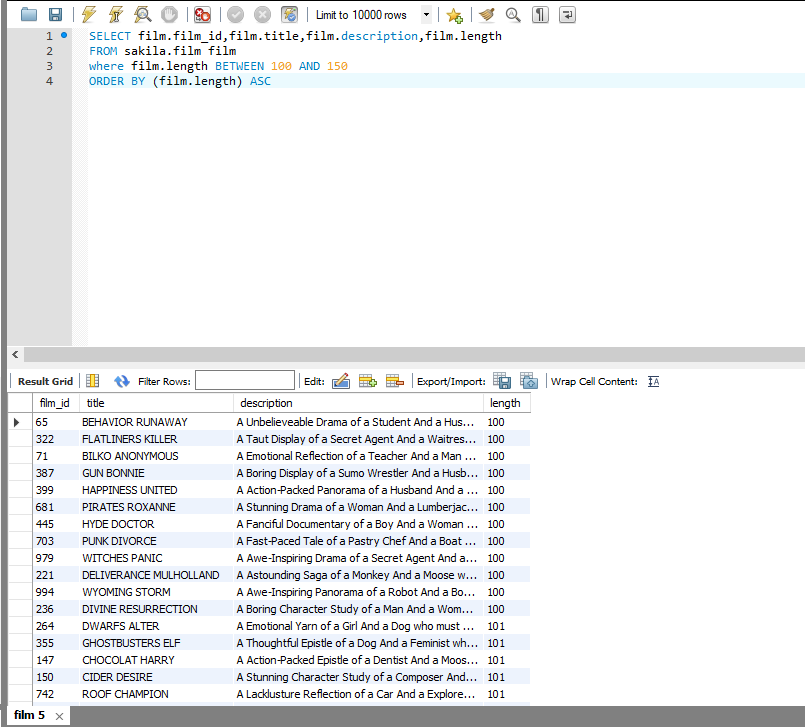 Limit to 10000 rows
1 SELECT film.film_id,film.title,film.description,film.length
2 FROM sakila.film film
3 where film.length BETWEEN 100 AND 150
4 ORDER BY (film.length) ASC
Result Grid Filter Rows: Edit: Export/Import: Wrap Cell Content:
film_id title description length
65 BEHAVIOR RUNAWAY A Unbelieveable Drama of a Student And a Hus... 100
322 FLATLINERS KILLER A Taut Display of a Secret Agent And a Waitres... 100
71 BILKO ANONYMOUS A Emotional Reflection of a Teacher And a Man ... 100
387 GUN BONNIE A Boring Display of a Sumo Wrestler And a Husb... 100
399 HAPPINESS UNITED A Action-Packed Panorama of a Husband And a ... 100
681 PIRATES ROXANNE A Stunning Drama of a Woman And a Lumberjac... 100
445 HYDE DOCTOR A Fanciful Documentary of a Boy And a Woman ... 100
703 PUNK DIVORCE A Fast-Paced Tale of a Pastry Chef And a Boat ... 100
979 WITCHES PANIC A Awe-Inspiring Drama of a Secret Agent And a... 100
221 DELIVERANCE MULHOLLAND A Astounding Saga of a Monkey And a Moose w... 100
994 WYOMING STORM A Awe-Inspiring Panorama of a Robot And a Bo... 100
236 DIVINE RESURRECTION A Boring Character Study of a Man And a Wom... 100
264 DWARFS ALTER A Emotional Yarn of a Girl And a Dog who must ... 101
355 GHOSTBUSTERS ELF A Thoughtful Epistle of a Dog And a Feminist wh... 101
147 CHOCOLAT HARRY A Action-Packed Epistle of a Dentist And a Moos... 101
150 CIDER DESIRE A Stunning Character Study of a Composer And... 101
742 ROOF CHAMPION A Lacklusture Reflection of a Car And a Explore... 101
film 5